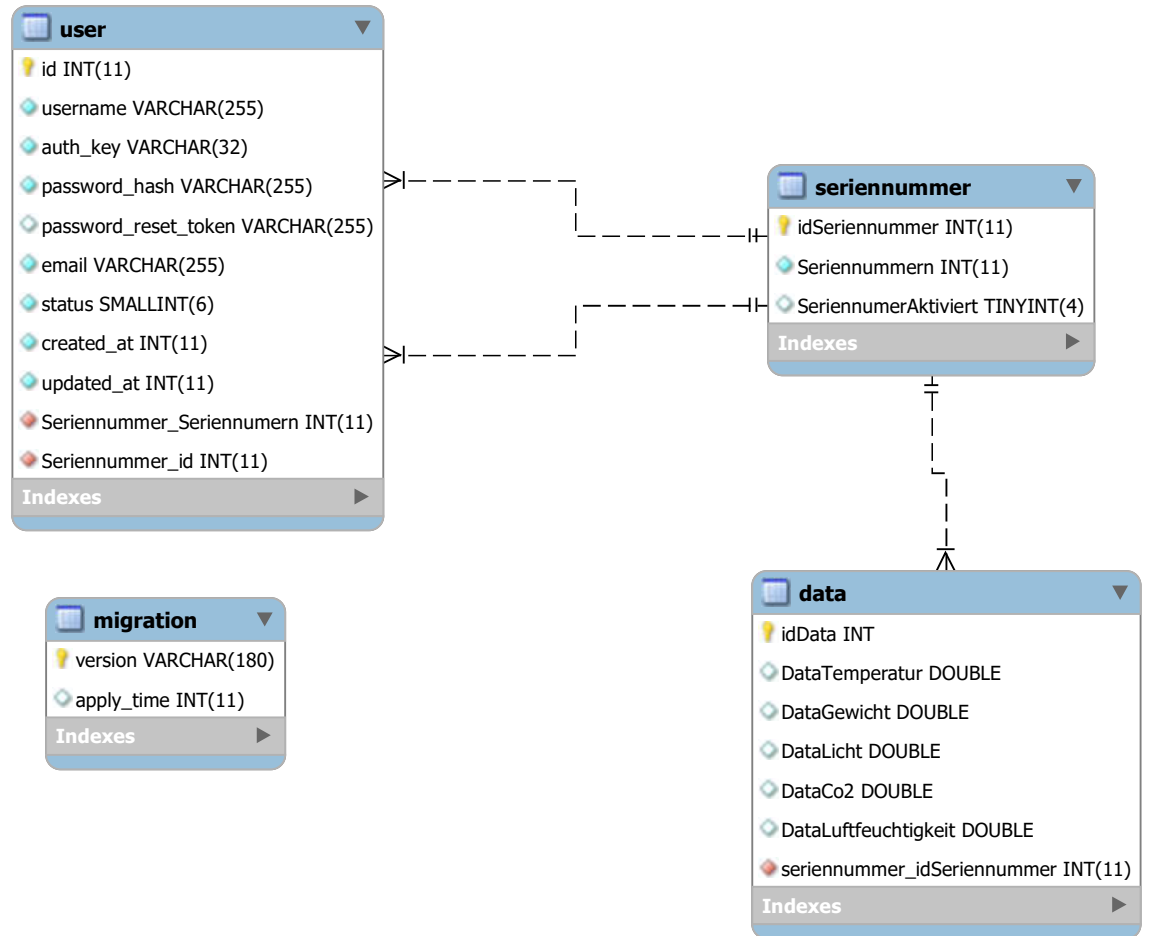 user
id INT(11)
username VARCHAR(255)
auth_key VARCHAR(32)
password_hash VARCHAR(255)
password_reset_token VARCHAR(255)
email VARCHAR(255)
status SMALLINT(6)
created_at INT(11)
updated_at INT(11)
Seriennummer_Seriennumern INT(11)
Seriennummer_id INT(11)
Indexes
seriennummer
idSeriennummer INT(11)
Seriennummern INT(11)
SeriennumerAktiviert TINYINT(4)
Indexes
migration
version VARCHAR(180)
apply_time INT(11)
Indexes
data
idData INT
DataTemperatur DOUBLE
DataGewicht DOUBLE
DataLicht DOUBLE
DataCo2 DOUBLE
DataLuftfeuchtigkeit DOUBLE
seriennummer_idSeriennummer INT(11)
Indexes